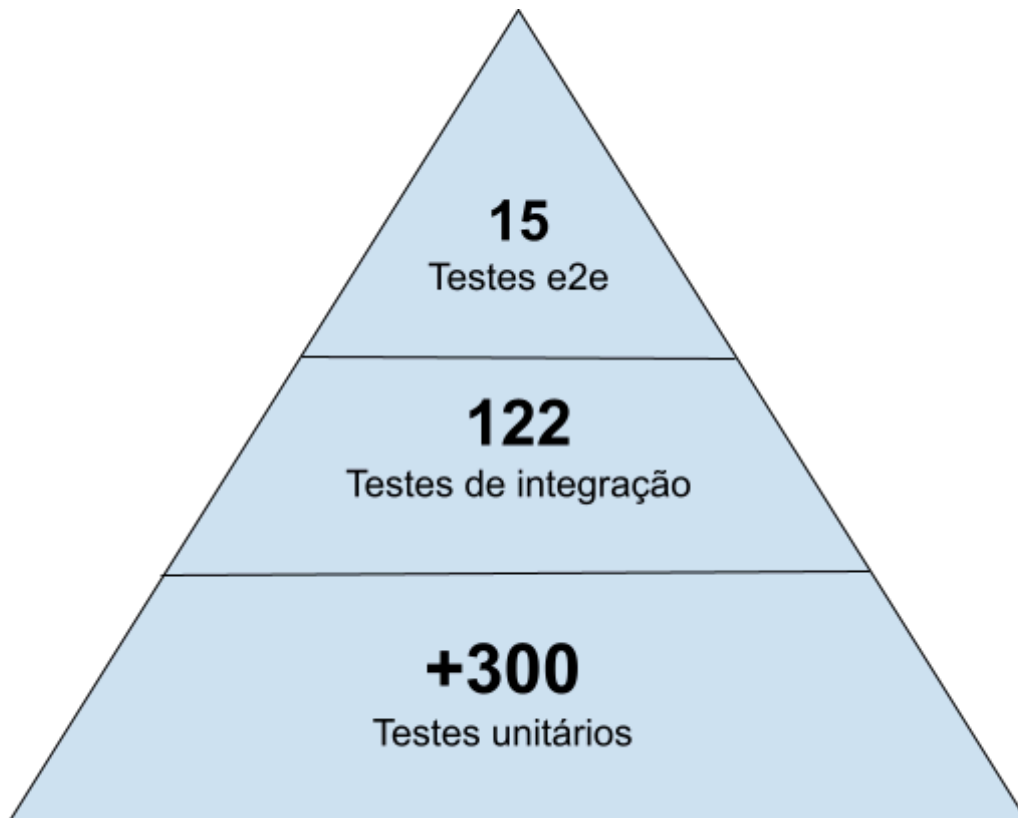 15
Testes e2e
122
Testes de integração
+300
Testes unitários